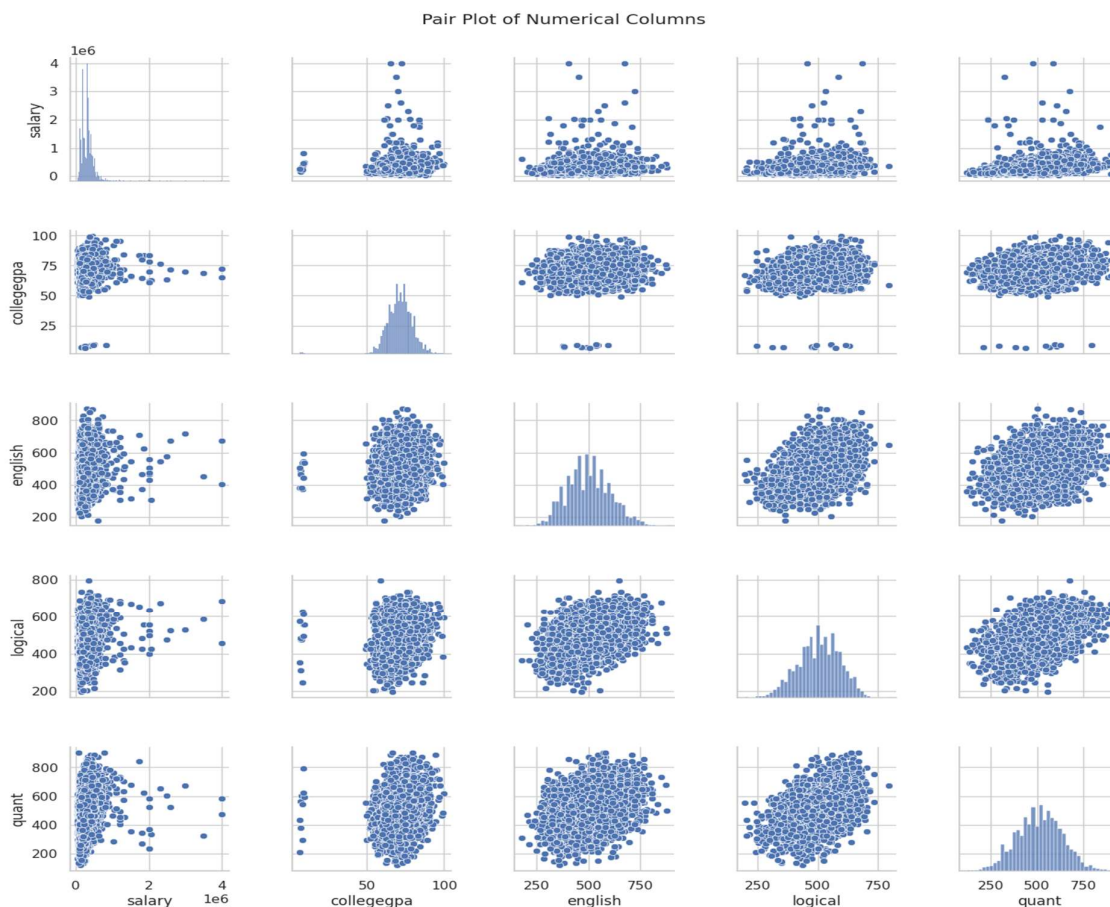 Pair Plot of Numerical Columns
1e6
4
3
2
1
0
salary
100
75
50
25
collegegpa
800
600
400
200
english
800
600
400
200
logical
800
600
400
200
quant
0 2 4 50 100 250 500 750 250 500 750 250 500 750
1e6
salary collegegpa english logical quant